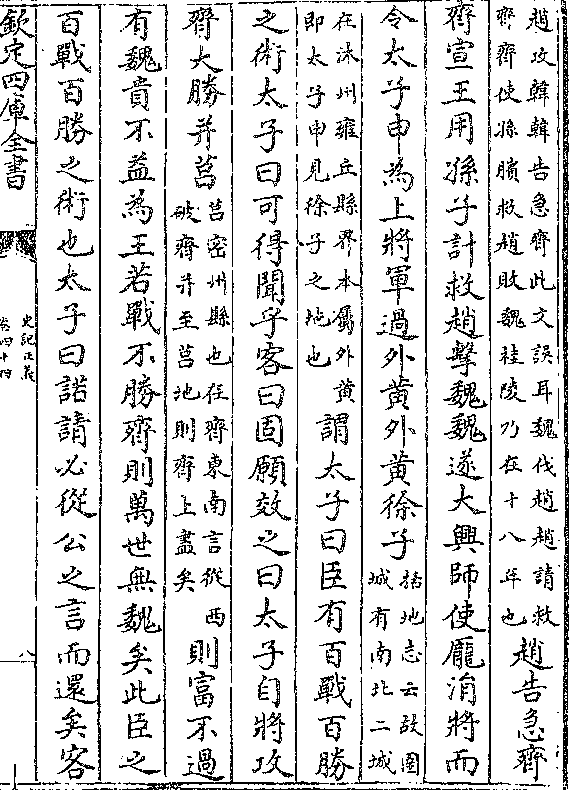 趙攻韓韓告急齊此文誤耳魏伐趙趙請救
齊齊使孫臏救趙敗魏桂陵乃在十八年也
趙告急齊
齊宣王用孫子計救趙擊魏魏遂大興師使龐涓將而
令太子申為上將軍過外黃外黃徐子
括地志云故圉
城有南北二城
在汴州雍丘縣界本屬外黃
即太子申見徐子之地也
謂太子曰臣有百戰百勝
之術太子曰可得聞乎客曰固願效之曰太子自將攻
齊大勝并莒
莒密州縣也在齊東南言從西
破齊并至莒地則齊土盡矣
則富不過
有魏貴不益為王若戰不勝齊則萬世無魏矣此臣之
百戰百勝之術也太子曰諾請必從公之言而還矣客
欽定四庫全書
史記正義
卷四十四
八